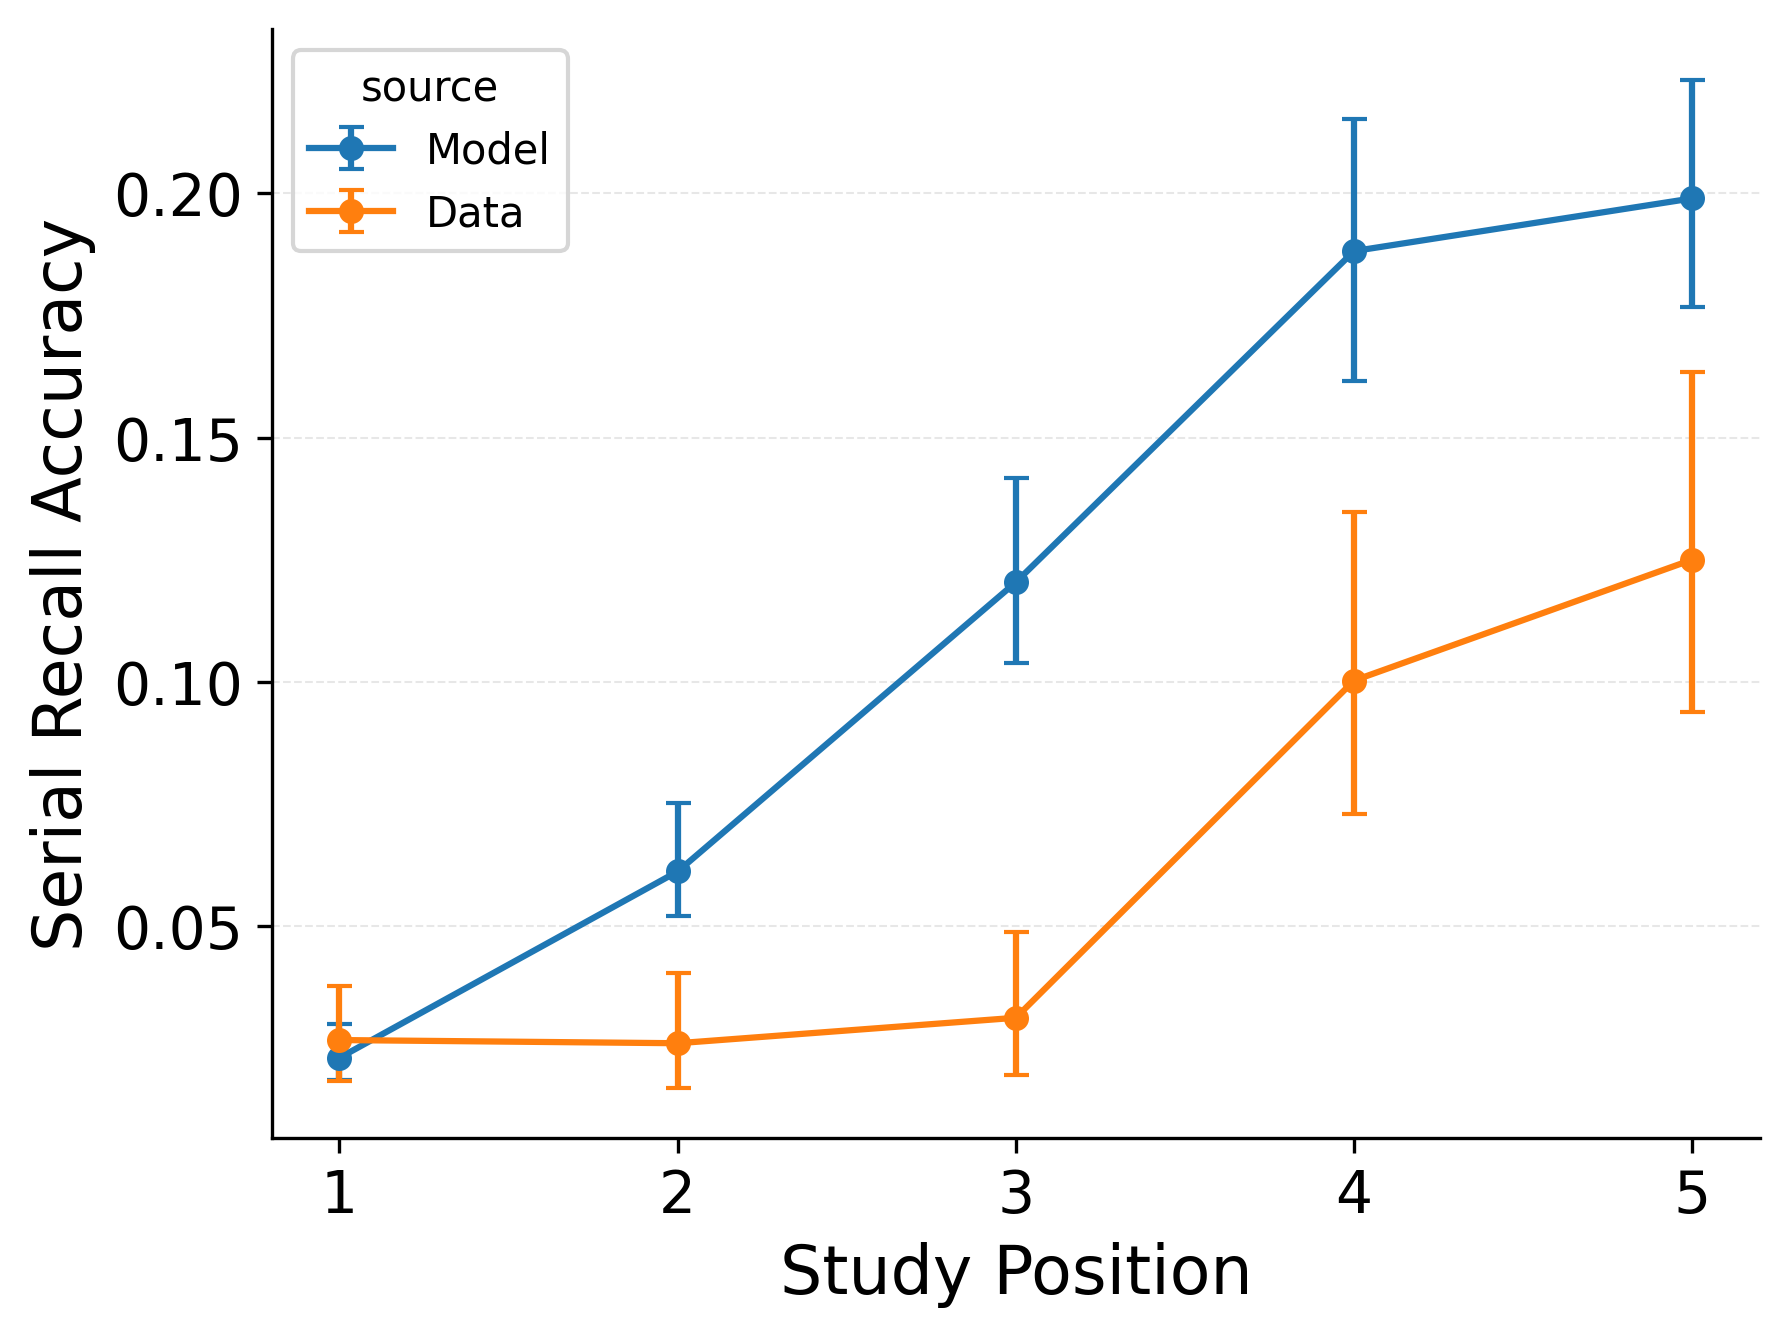 source
Model
Data
Serial Recall Accuracy
0.20
0.15
0.10
0.05
1 2 3 4 5
Study Position